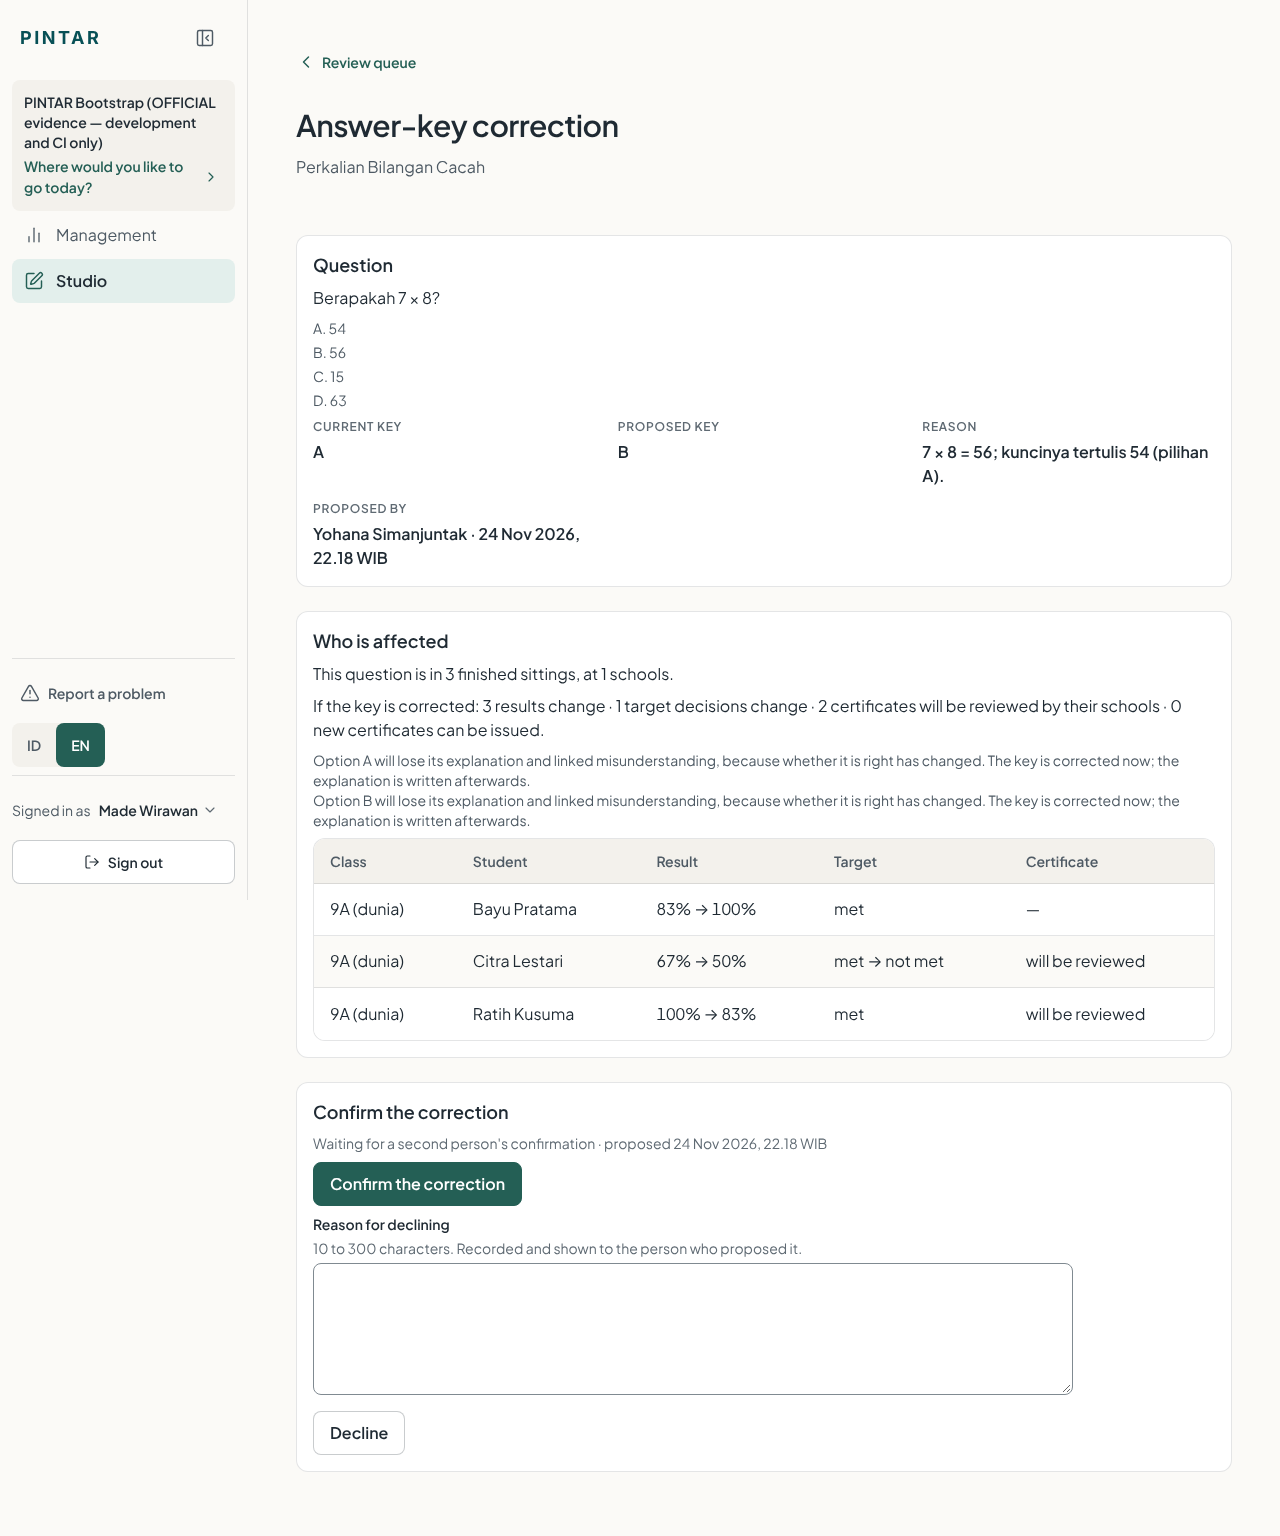 PINTAR
PINTAR Bootstrap (OFFICIAL
evidence — development
and CI only)
Where would you like to
go today?
Management
Studio
Report a problem
ID
EN
Signed in as Made Wirawan
Sign out
Review queue
Answer-key correction
Perkalian Bilangan Cacah
Question
Berapakah 7 × 8?
A. 54
B. 56
C. 15
D. 63
CURRENT KEY
A
PROPOSED KEY
B
REASON
7 × 8 = 56; kuncinya tertulis 54 (pilihan
A).
PROPOSED BY
Yohana Simanjuntak · 24 Nov 2026,
22.18 WIB
Who is affected
This question is in 3 finished sittings, at 1 schools.
If the key is corrected: 3 results change · 1 target decisions change · 2 certificates will be reviewed by their schools · 0
new certificates can be issued.
Option A will lose its explanation and linked misunderstanding, because whether it is right has changed. The key is corrected now; the
explanation is written afterwards.
Option B will lose its explanation and linked misunderstanding, because whether it is right has changed. The key is corrected now; the
explanation is written afterwards.
Class Student Result Target Certificate
9A (dunia) Bayu Pratama 83% → 100% met —
9A (dunia) Citra Lestari 67% → 50% met → not met will be reviewed
9A (dunia) Ratih Kusuma 100% → 83% met will be reviewed
Confirm the correction
Waiting for a second person's confirmation · proposed 24 Nov 2026, 22.18 WIB
Confirm the correction
Reason for declining
10 to 300 characters. Recorded and shown to the person who proposed it.
Decline